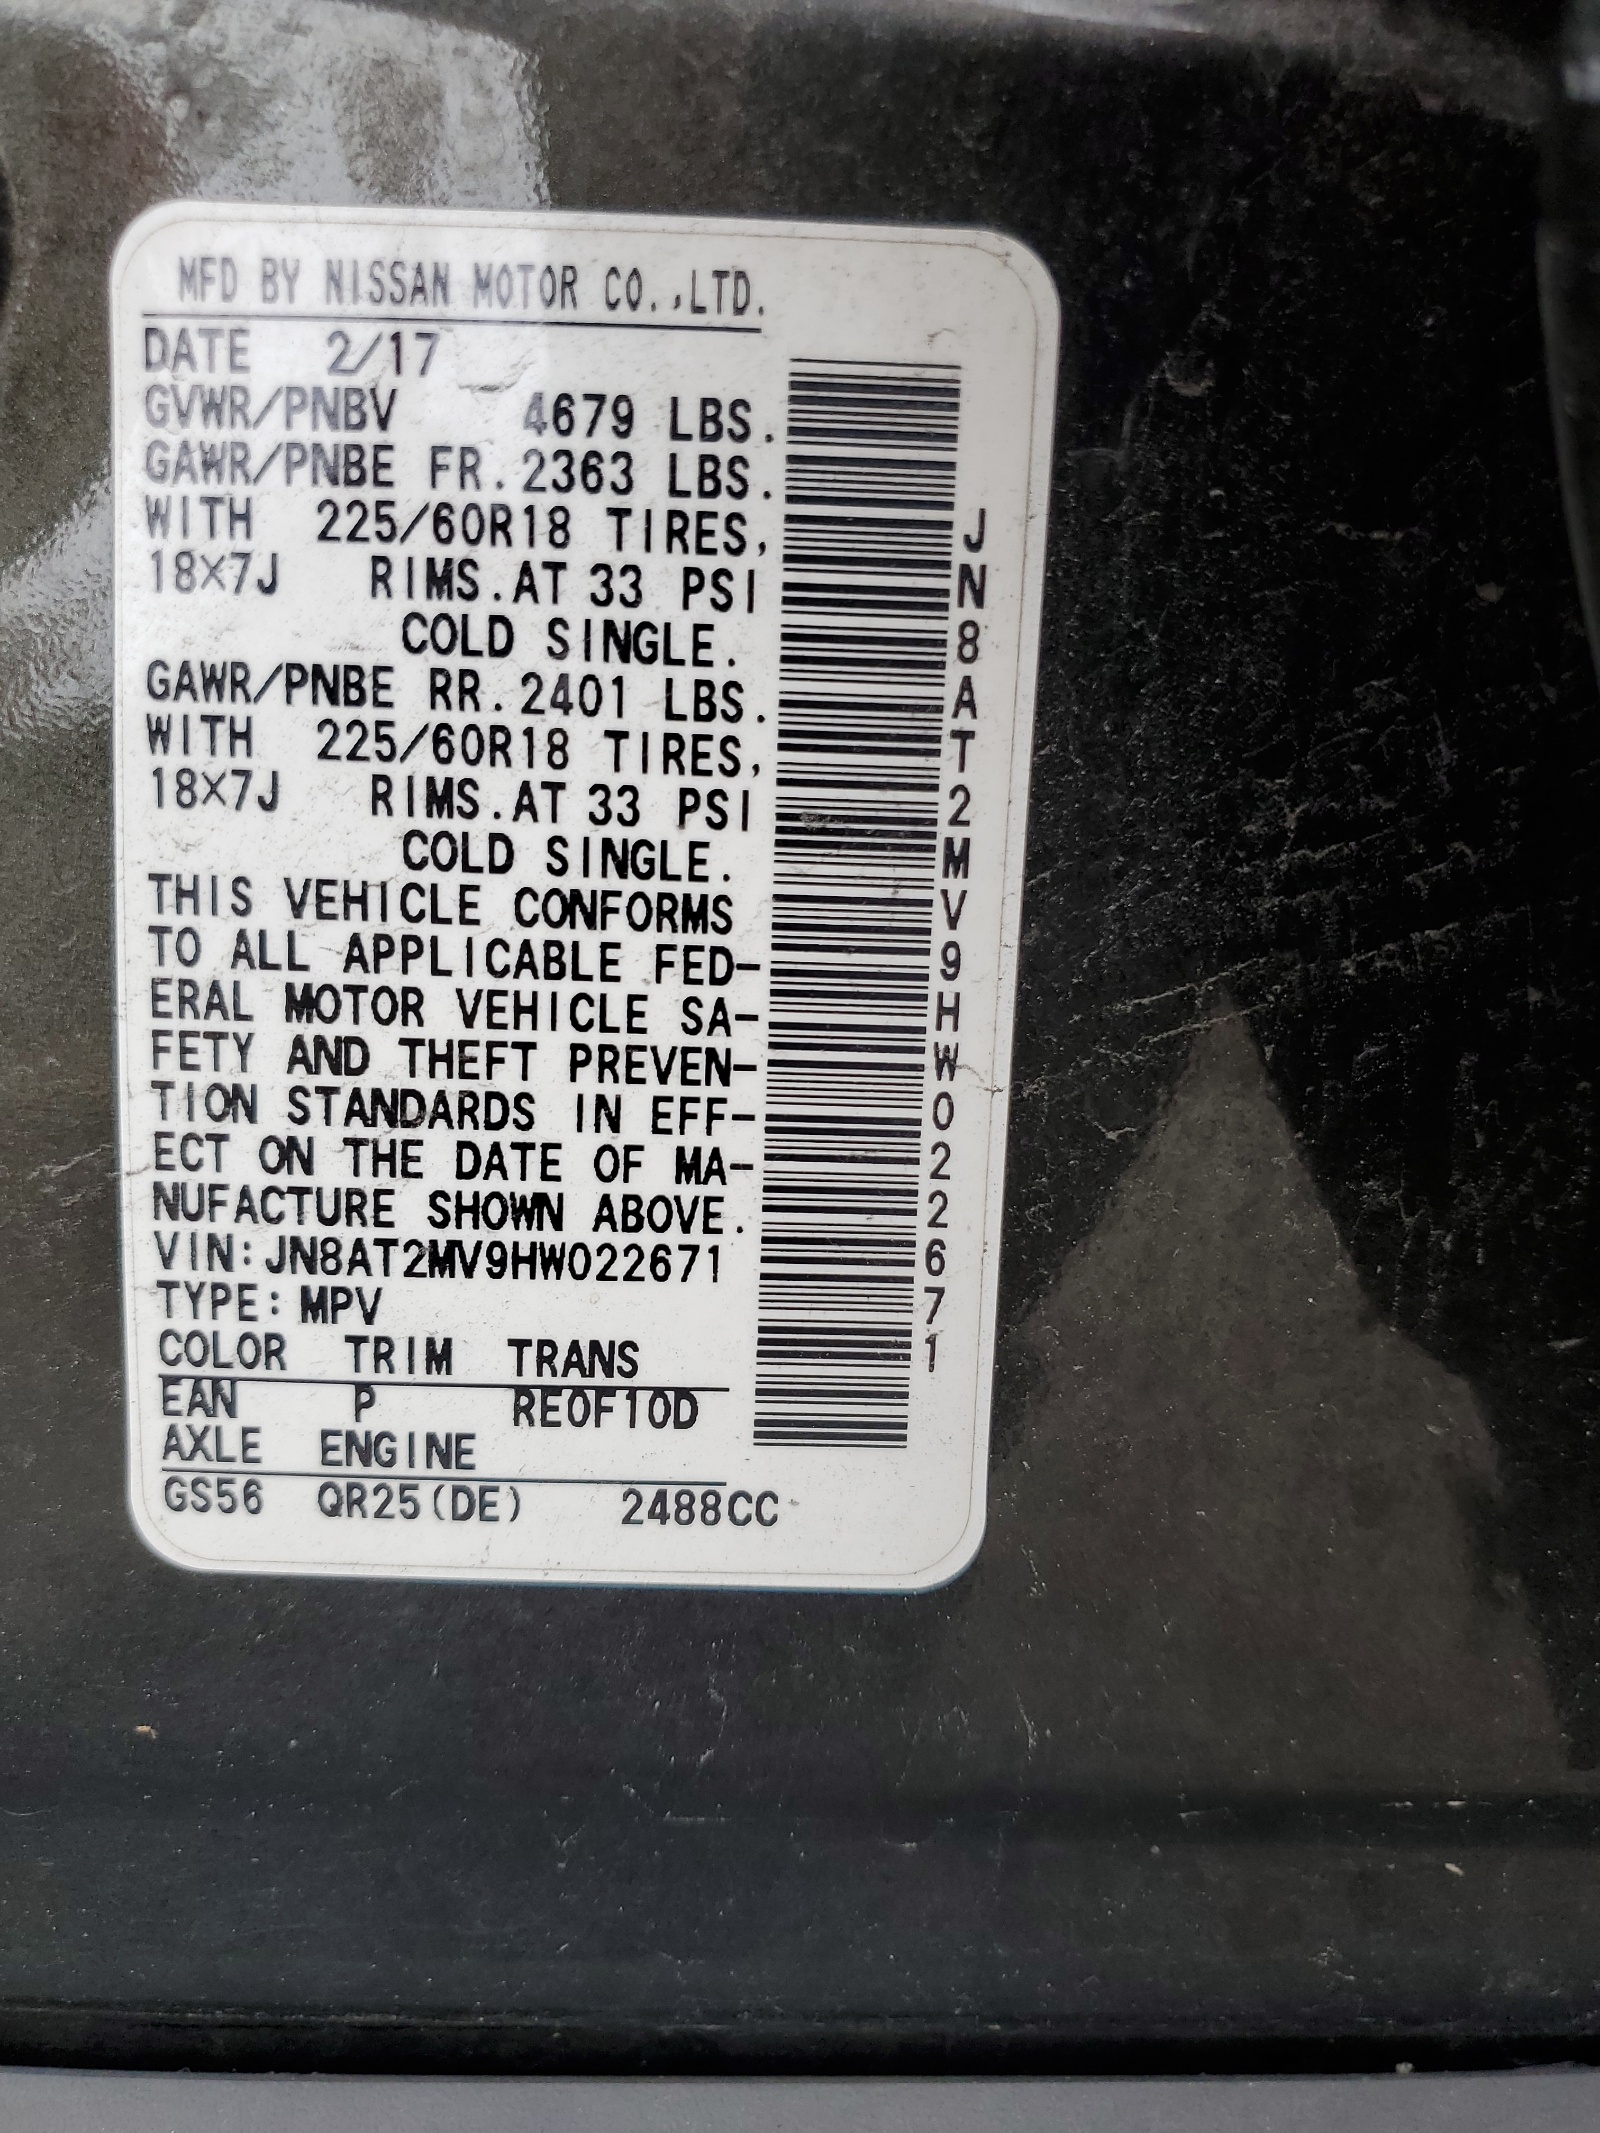 MFD BY NISSAN MOTOR CO.,LTD.
DATE 2/17
GVWR/PNBV 4679 LBS.
GAWR/PNBE FR.2363 LBS.
WITH 225/60R18 TIRES,
18X7J RIMS.AT 33 PSI
COLD SINGLE.
GAWR/PNBE RR.2401 LBS.
WITH 225/60R18 TIRES,
18X7J RIMS.AT 33 PSI
COLD SINGLE.
THIS VEHICLE CONFORMS
TO ALL APPLICABLE FED-
ERAL MOTOR VEHICLE SA-
FETY AND THEFT PREVEN-
TION STANDARDS IN EFF-
ECT ON THE DATE OF MA-
NUFACTURE SHOWN ABOVE.
VIN:JN8AT2MV9HW022671
TYPE:MPV
COLOR TRIM TRANS
EAN P RE0F10D
AXLE ENGINE
GS56 QR25(DE) 2488CC
JN8AT2MV9HW022671